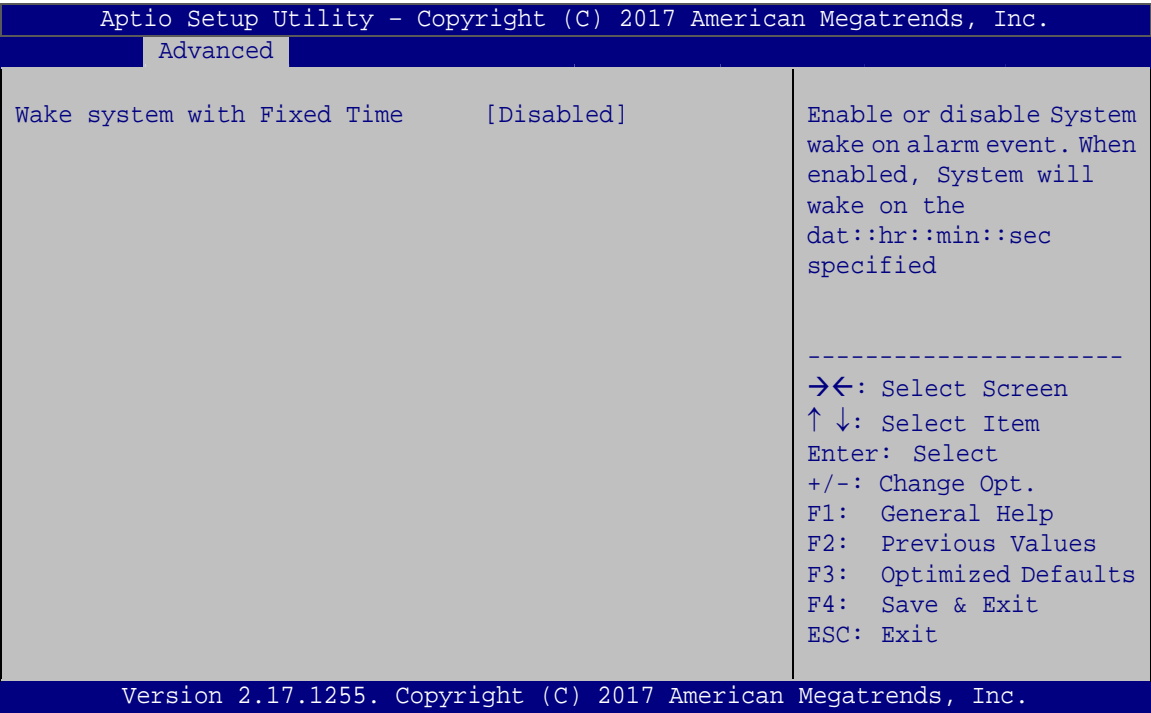 Aptio Setup Utility – Copyright (C) 2017 American Megatrends, Inc.
Advanced
Wake system with Fixed Time [Disabled]
Enable or disable System
wake on alarm event. When
enabled, System will
wake on the
dat::hr::min::sec
specified
----------------------
→←: Select Screen
↑ ↓: Select Item
Enter: Select
+/-: Change Opt.
F1: General Help
F2: Previous Values
F3: Optimized Defaults
F4: Save & Exit
ESC: Exit
Version 2.17.1255. Copyright (C) 2017 American Megatrends, Inc.